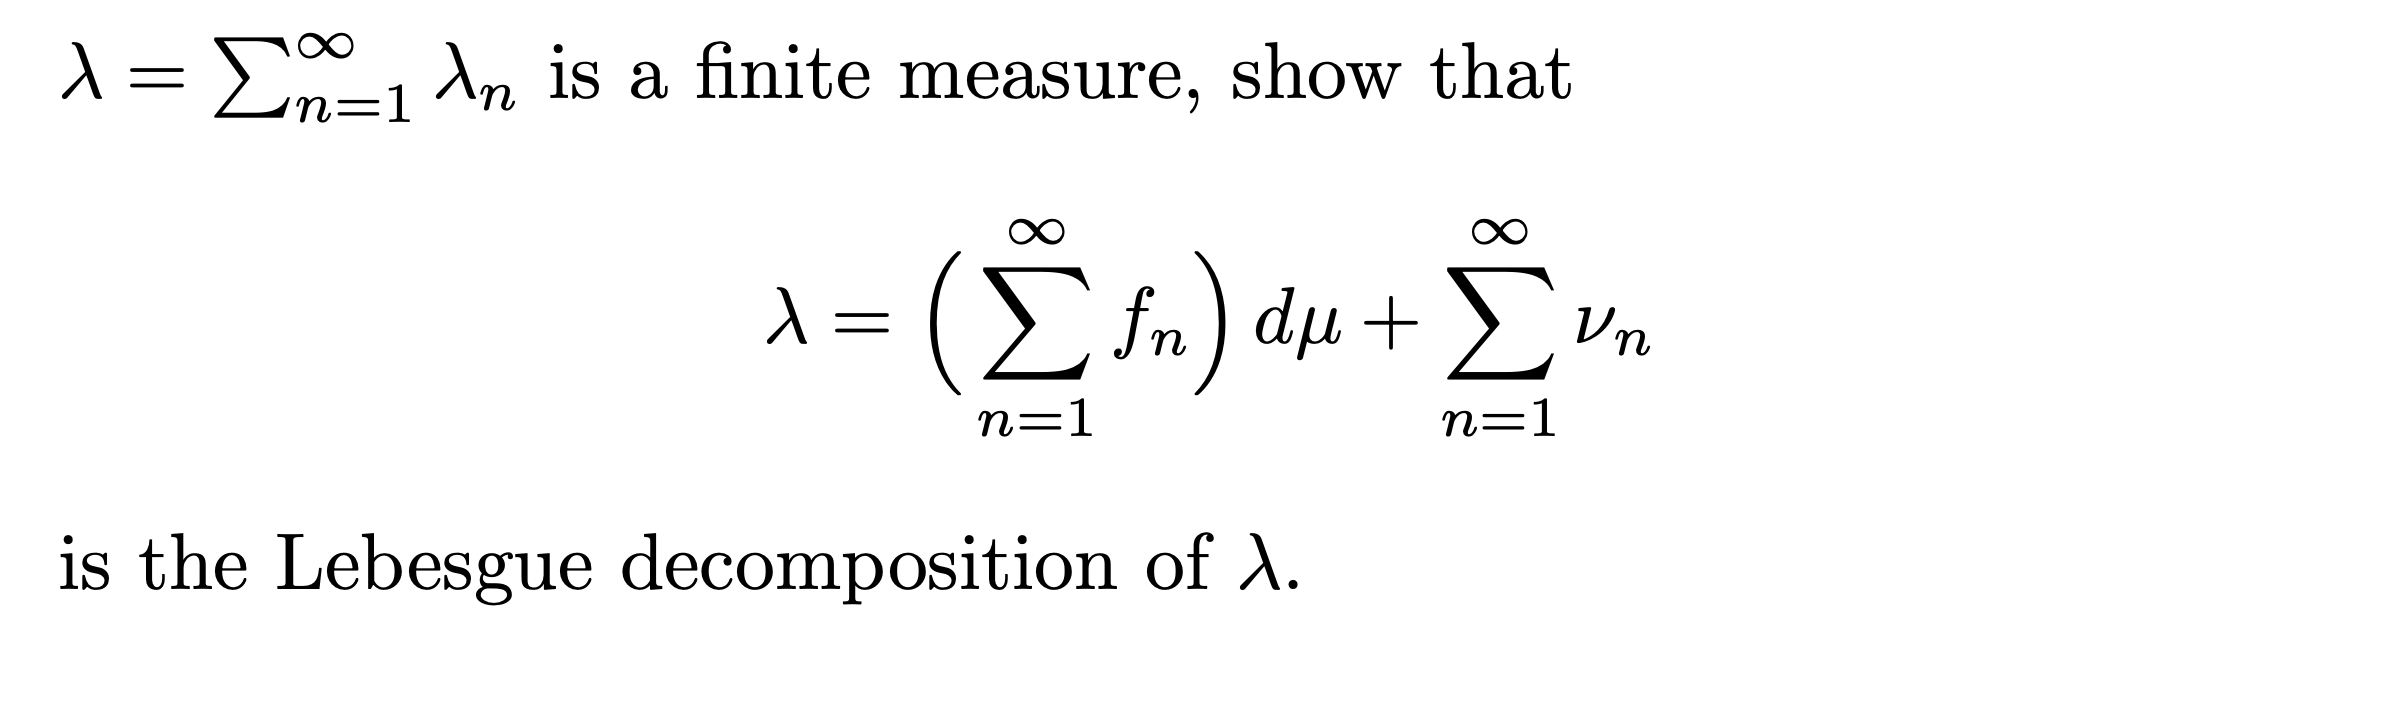 λ = ∑_{n=1}^{∞} λ_n is a finite measure, show that
λ = (∑_{n=1}^{∞} f_n) dμ + ∑_{n=1}^{∞} ν_n
is the Lebesgue decomposition of λ.